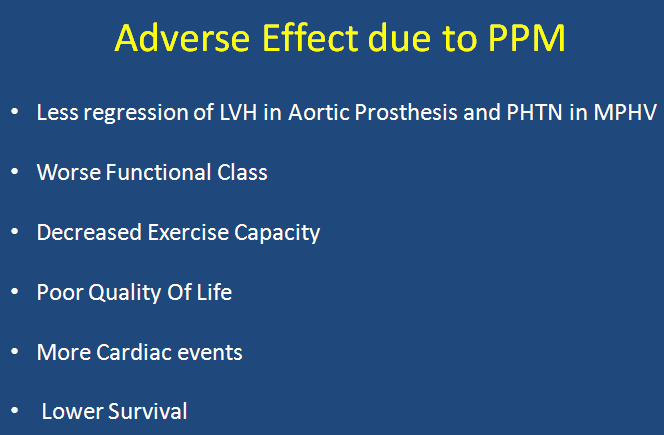 Adverse Effect due to PPM
• Less regression of LVH in Aortic Prosthesis and PHTN in MPHV
• Worse Functional Class
• Decreased Exercise Capacity
• Poor Quality Of Life
• More Cardiac events
• Lower Survival